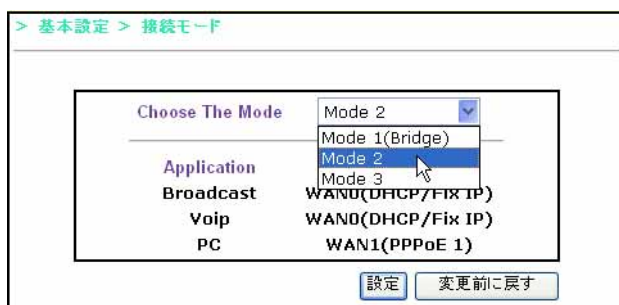 > 基本設定 > 接続モード
Choose The Mode Mode 2
Mode 1(Bridge)
Mode 2
Mode 3
Application
Broadcast WAN0(DHCP/Fix IP)
Voip WAN0(DHCP/Fix IP)
PC WAN1(PPPoE 1)
設定 変更前に戻す